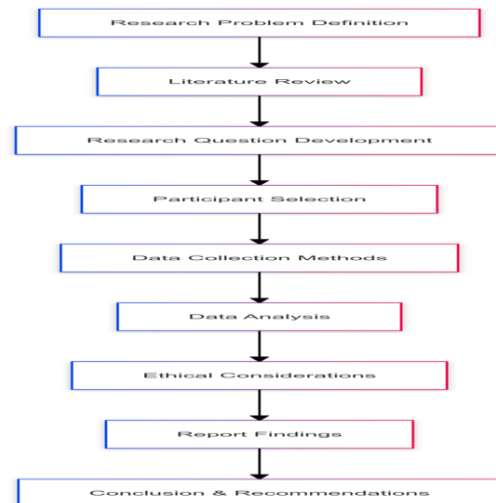 Research Problem Definition
Literature Review
Research Question Development
Participant Selection
Data Collection Methods
Data Analysis
Ethical Considerations
Report Findings
Conclusion & Recommendations